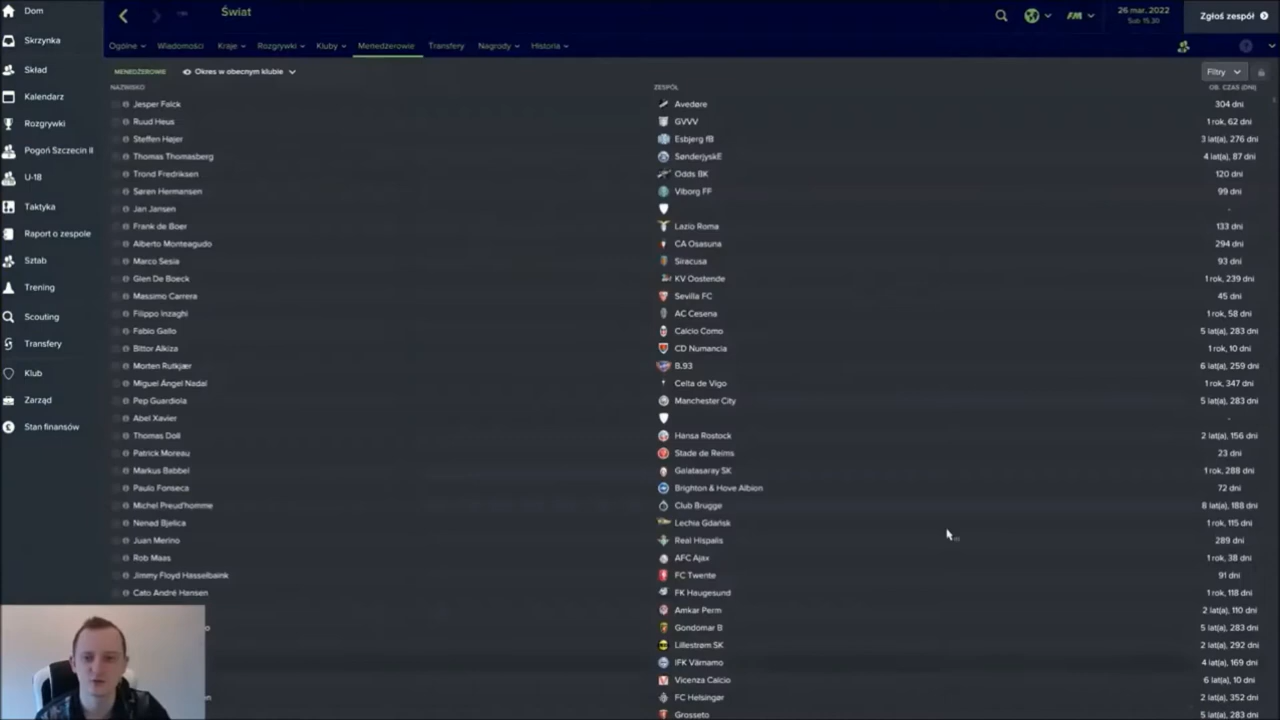 Dom
Skrzynka
Skład
Kalendarz
Rozgrywki
Pogoń Szczecin II
U-18
Taktyka
Raport o zespole
Sztab
Trening
Scouting
Transfery
Klub
Zarząd
Stan finansów
Świat
26 mar. 2022
Sub 15.30
Zgłoś zespół
FM
Ogólne Wiadomości Kraje Rozgrywki Kluby Menedżerowie Transfery Nagrody Historia
MENEDŻEROWIE Okres w obecnym klubie Filtry
NAZWISKO ZESPÓŁ OB. CZAS (DNI)
Jesper Falck Avedøre 304 dni
Ruud Heus GVVV 1 rok, 62 dni
Steffen Højer Esbjerg fB 3 lat(a), 276 dni
Thomas Thomasberg SønderjyskE 4 lat(a), 87 dni
Trond Fredriksen Odds BK 120 dni
Søren Hermansen Viborg FF 99 dni
Jan Jansen -
Frank de Boer Lazio Roma 133 dni
Alberto Monteagudo CA Osasuna 294 dni
Marco Sesia Siracusa 93 dni
Glen De Boeck KV Oostende 1 rok, 239 dni
Massimo Carrera Sevilla FC 45 dni
Filippo Inzaghi AC Cesena 1 rok, 58 dni
Fabio Gallo Calcio Como 5 lat(a), 283 dni
Bittor Alkiza CD Numancia 1 rok, 10 dni
Morten Rutkjær B.93 6 lat(a), 259 dni
Miguel Ángel Nadal Celta de Vigo 1 rok, 347 dni
Pep Guardiola Manchester City 5 lat(a), 283 dni
Abel Xavier -
Thomas Doll Hansa Rostock 2 lat(a), 156 dni
Patrick Moreau Stade de Reims 23 dni
Markus Babbel Galatasaray SK 1 rok, 288 dni
Paulo Fonseca Brighton & Hove Albion 72 dni
Michel Preud'homme Club Brugge 8 lat(a), 188 dni
Nenad Bjelica Lechia Gdańsk 1 rok, 115 dni
Juan Merino Real Hispalis 289 dni
Rob Maas AFC Ajax 1 rok, 38 dni
Jimmy Floyd Hasselbaink FC Twente 91 dni
Cato André Hansen FK Haugesund 1 rok, 118 dni
Amkar Perm 2 lat(a), 110 dni
o Gondomar B 5 lat(a), 283 dni
Lillestrøm SK 2 lat(a), 292 dni
IFK Värnamo 4 lat(a), 169 dni
Vicenza Calcio 6 lat(a), 10 dni
n FC Helsingør 2 lat(a), 352 dni
Grosseto 5 lat(a), 283 dni